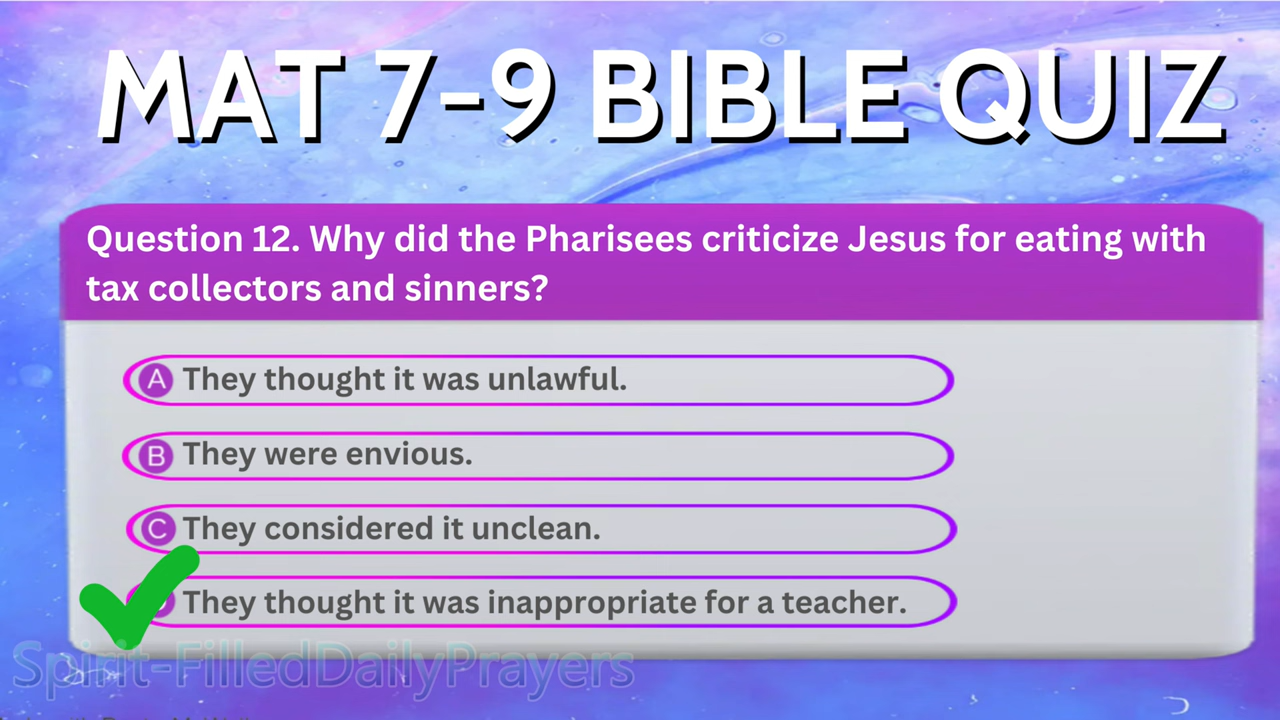 MAT 7-9 BIBLE QUIZ
Question 12. Why did the Pharisees criticize Jesus for eating with
tax collectors and sinners?
A They thought it was unlawful.
B They were envious.
C They considered it unclean.
They thought it was inappropriate for a teacher.
Spirit-FilledDailyPrayers